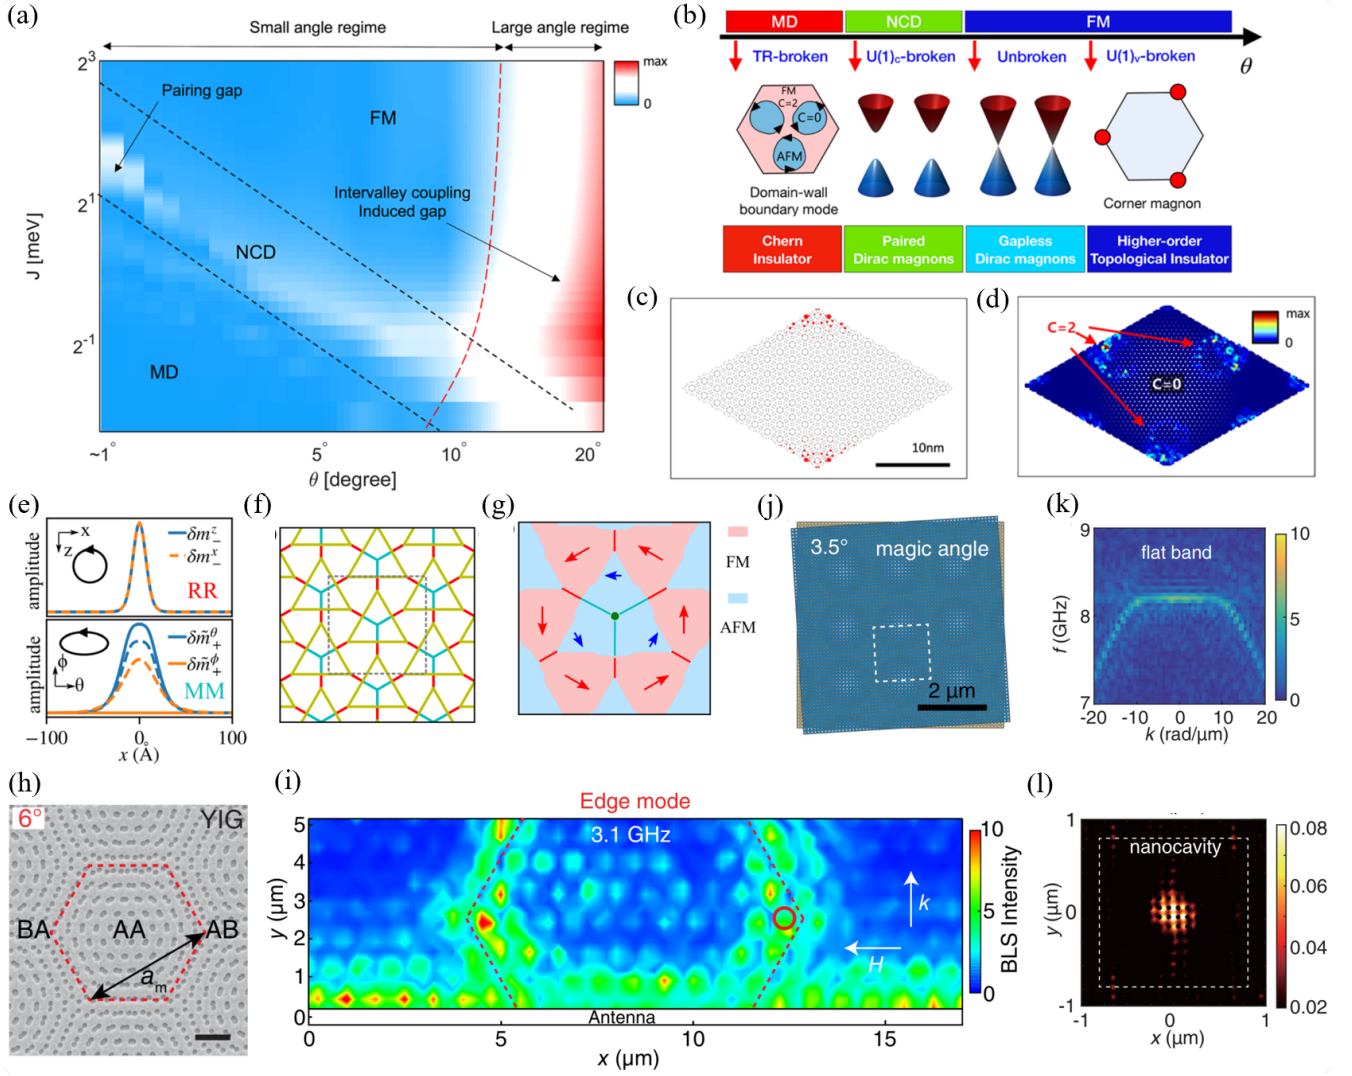 (a)
Small angle regime
Large angle regime
2³
max
0
Pairing gap
FM
Intervalley coupling
Induced gap
2¹
NCD
2⁻¹
MD
J [meV]
~1°
5°
10°
20°
θ [degree]
(b)
MD
NCD
FM
TR-broken
U(1)c-broken
Unbroken
U(1)v-broken
θ
FM
C=2
C=0
AFM
Domain-wall
boundary mode
Corner magnon
Chern
Insulator
Paired
Dirac magnons
Gapless
Dirac magnons
Higher-order
Topological Insulator
(c)
10nm
(d)
C=2
C=0
max
0
(e)
amplitude
x
z
δm₋ᶻ
δm₋ˣ
RR
amplitude
ϕ
θ
δm̃₊^θ
δm̃₊^ϕ
MM
−100
0
100
x (Å)
(f)
(g)
FM
AFM
(j)
3.5°
magic angle
2 μm
(k)
9
8
7
f (GHz)
flat band
-20
-10
0
10
20
k (rad/μm)
10
5
0
(h)
6°
YIG
BA
AA
AB
aₘ
(i)
Edge mode
3.1 GHz
5
4
3
2
1
0
y (μm)
k
H
Antenna
0
5
10
15
x (μm)
10
5
0
BLS Intensity
(l)
nanocavity
1
0
-1
y (μm)
-1
0
1
x (μm)
0.08
0.06
0.04
0.02